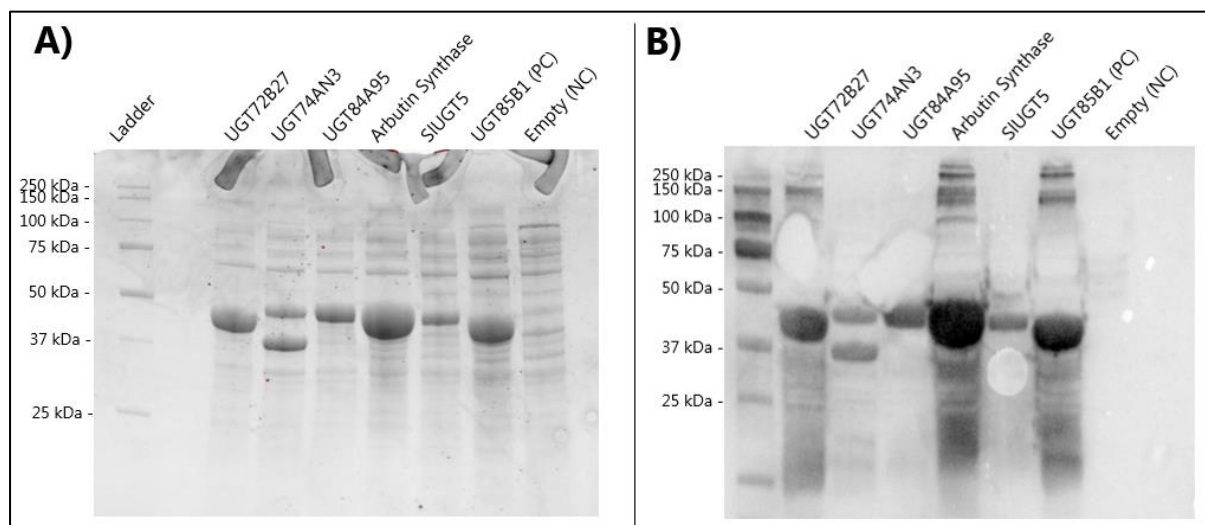 A)
Ladder
UGT72B27
UGT74AN3
UGT84A95
Arbutin Synthase
SlUGT5
UGT85B1 (PC)
Empty (NC)
250 kDa -
150 kDa -
100 kDa -
75 kDa -
50 kDa -
37 kDa -
25 kDa -
B)
UGT72B27
UGT74AN3
UGT84A95
Arbutin Synthase
SlUGT5
UGT85B1 (PC)
Empty (NC)
250 kDa -
150 kDa -
100 kDa -
75 kDa -
50 kDa -
37 kDa -
25 kDa -